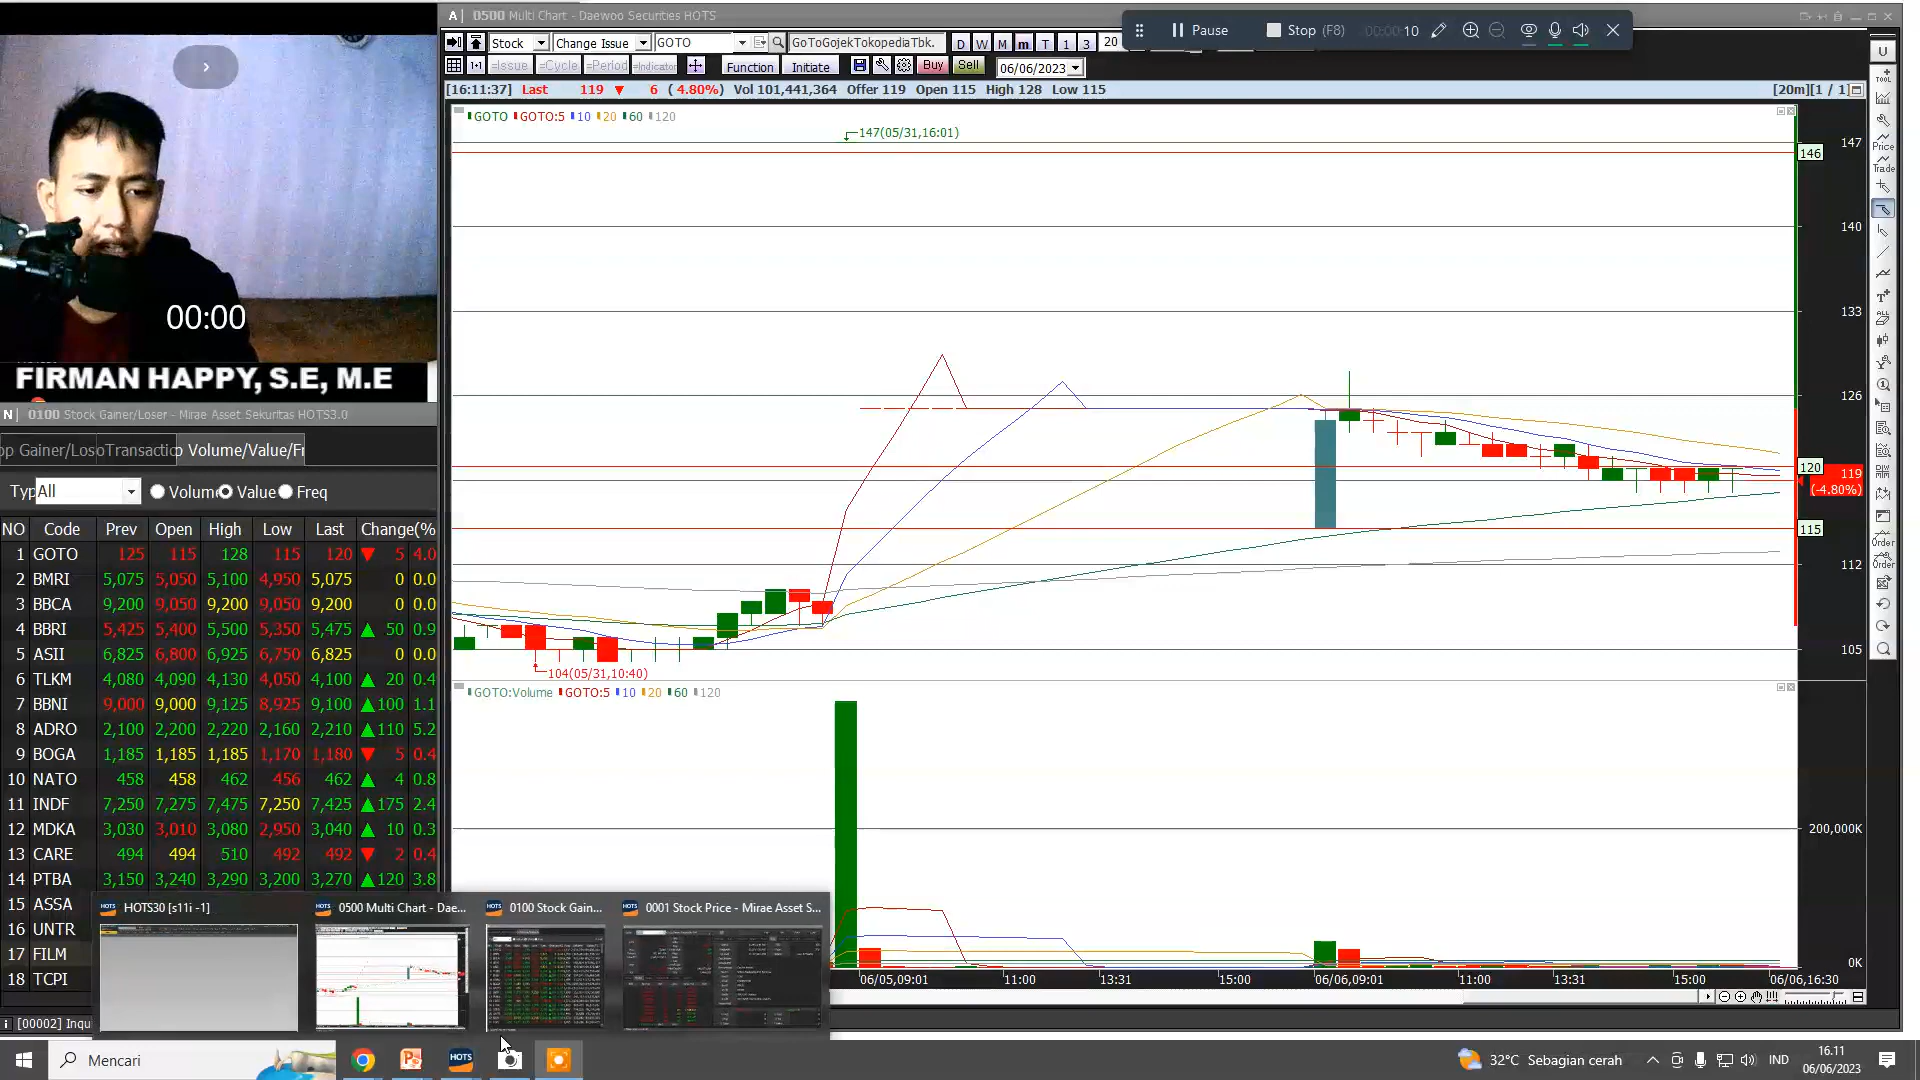 00:00
FIRMAN HAPPY, S.E, M.E
A 0500 Multi Chart - Daewoo Securities HOTS
Pause Stop (F8) 00:00:10
Stock Change Issue GOTO GoToGojekTokopediaTbk. D W M m T 1 3 20
=Issue =Cycle =Period =Indicator Function Initiate Buy Sell 06/06/2023
[16:11:37] Last 119 ▼ 6 ( 4.80%) Vol 101,441,364 Offer 119 Open 115 High 128 Low 115 [20m][1 / 1]
GOTO GOTO:5 10 20 60 120
147(05/31,16:01)
104(05/31,10:40)
147
146
140
133
126
120
119
(-4.80%)
115
112
105
GOTO:Volume GOTO:5 10 20 60 120
200,000K
0K
06/05,09:01 11:00 13:31 15:00 06/06,09:01 11:00 13:31 15:00 06/06,16:30
U
TOOL
Price
Trade
ALL
Order
Order
N 0100 Stock Gainer/Loser - Mirae Asset Sekuritas HOTS3.0
op Gainer/Los oTransactio Volume/Value/Fr
Typ All Volume Value Freq
NO Code Prev Open High Low Last Change(%
1 GOTO 125 115 128 115 120 ▼ 5 4.0
2 BMRI 5,075 5,050 5,100 4,950 5,075 0 0.0
3 BBCA 9,200 9,050 9,200 9,050 9,200 0 0.0
4 BBRI 5,425 5,400 5,500 5,350 5,475 ▲ 50 0.9
5 ASII 6,825 6,800 6,925 6,750 6,825 0 0.0
6 TLKM 4,080 4,090 4,130 4,050 4,100 ▲ 20 0.4
7 BBNI 9,000 9,000 9,125 8,925 9,100 ▲ 100 1.1
8 ADRO 2,100 2,200 2,220 2,160 2,210 ▲ 110 5.2
9 BOGA 1,185 1,185 1,185 1,170 1,180 ▼ 5 0.4
10 NATO 458 458 462 456 462 ▲ 4 0.8
11 INDF 7,250 7,275 7,475 7,250 7,425 ▲ 175 2.4
12 MDKA 3,030 3,010 3,080 2,950 3,040 ▲ 10 0.3
13 CARE 494 494 510 492 492 ▼ 2 0.4
14 PTBA 3,150 3,240 3,290 3,200 3,270 ▲ 120 3.8
15 ASSA
16 UNTR
17 FILM
18 TCPI
HOTS30 [s11i -1] 0500 Multi Chart - Dae... 0100 Stock Gain... 0001 Stock Price - Mirae Asset S...
[00002] Inqu
Mencari HOTS 32°C Sebagian cerah IND 16.11
06/06/2023